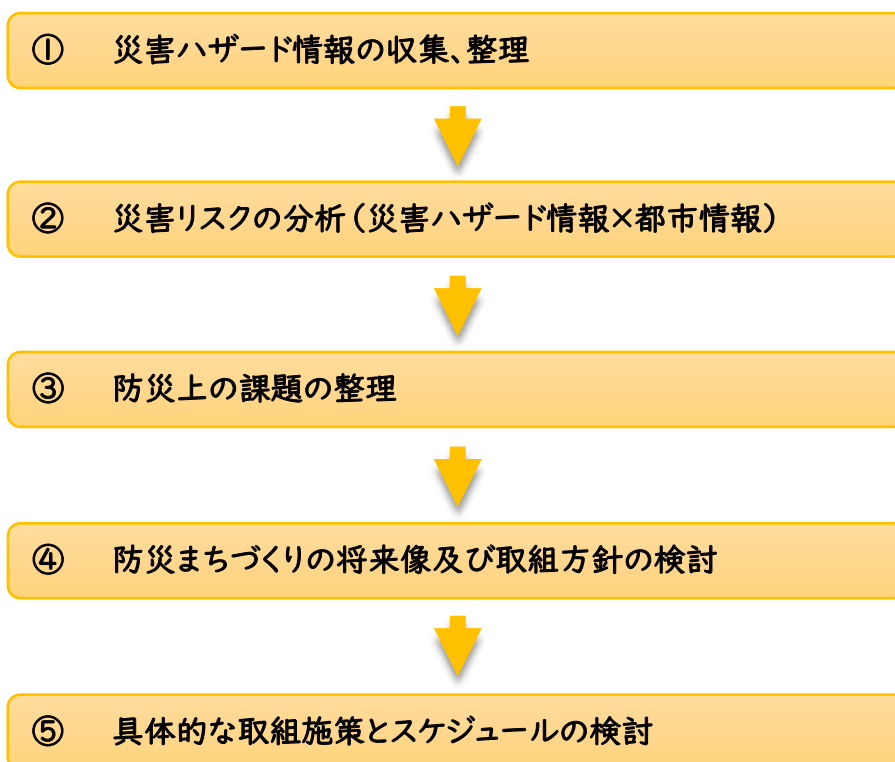 ① 災害ハザード情報の収集、整理
② 災害リスクの分析（災害ハザード情報×都市情報）
③ 防災上の課題の整理
④ 防災まちづくりの将来像及び取組方針の検討
⑤ 具体的な取組施策とスケジュールの検討